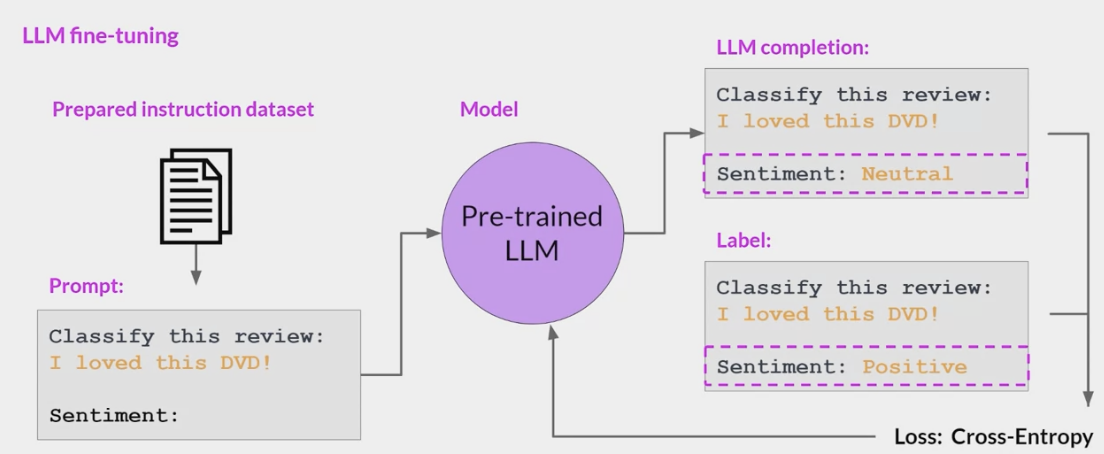 LLM fine-tuning
Prepared instruction dataset
Prompt:
Classify this review:
I loved this DVD!
Sentiment:
Model
Pre-trained
LLM
LLM completion:
Classify this review:
I loved this DVD!
Sentiment: Neutral
Label:
Classify this review:
I loved this DVD!
Sentiment: Positive
Loss: Cross-Entropy